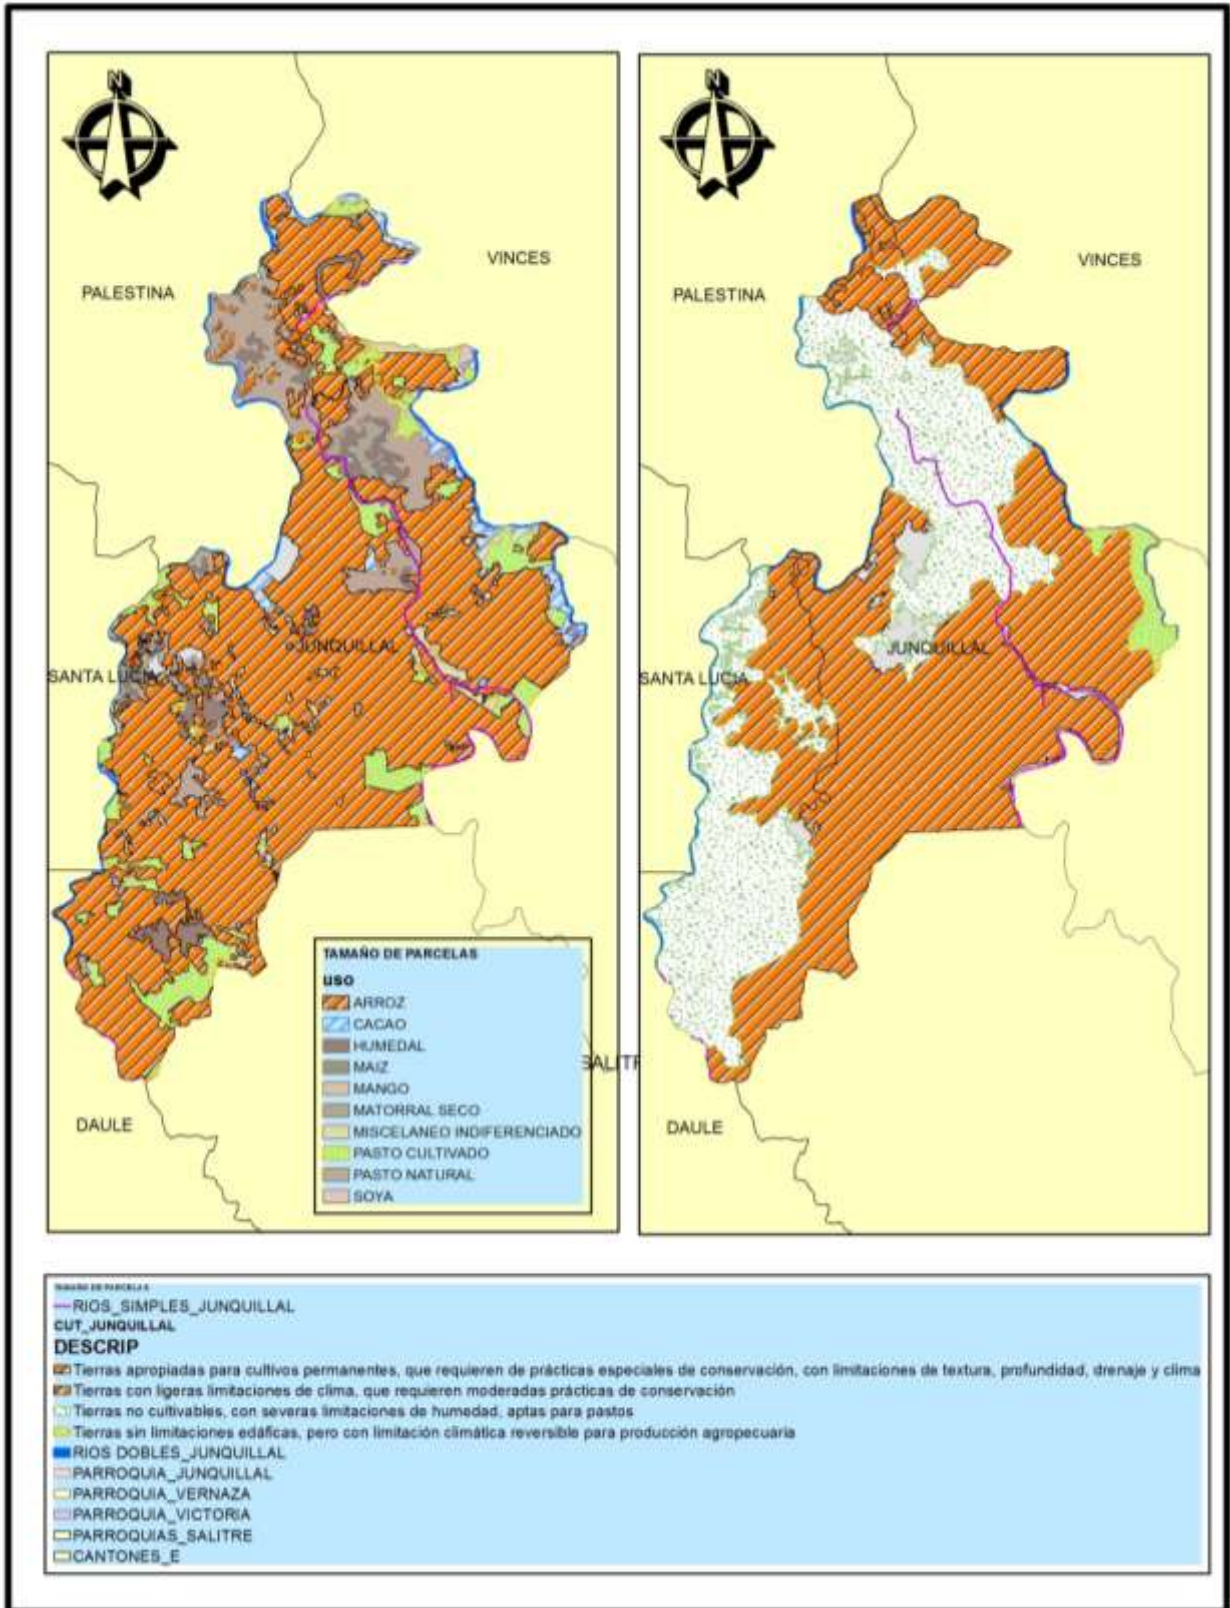 N
VINCES
PALESTINA
JUNQUILLAL
SANTA LUCIA
TAMAÑO DE PARCELAS
USO
ARROZ
CACAO
HUMEDAL
MAIZ
MANGO
MATORRAL SECO
MISCELANEO INDIFERENCIADO
PASTO CULTIVADO
PASTO NATURAL
SOYA
DAULE
SALITR
N
VINCES
PALESTINA
JUNQUILLAL
SANTA LUCIA
DAULE
TAMAÑO DE PARCELAS
RIOS_SIMPLES_JUNQUILLAL
CUT_JUNQUILLAL
DESCRIP
Tierras apropiadas para cultivos permanentes, que requieren de prácticas especiales de conservación, con limitaciones de textura, profundidad, drenaje y clima
Tierras con ligeras limitaciones de clima, que requieren moderadas prácticas de conservación
Tierras no cultivables, con severas limitaciones de humedad, aptas para pastos
Tierras sin limitaciones edáficas, pero con limitación climática reversible para producción agropecuaria
RIOS DOBLES_JUNQUILLAL
PARROQUIA_JUNQUILLAL
PARROQUIA_VERNAZA
PARROQUIA_VICTORIA
PARROQUIAS_SALITRE
CANTONES_E